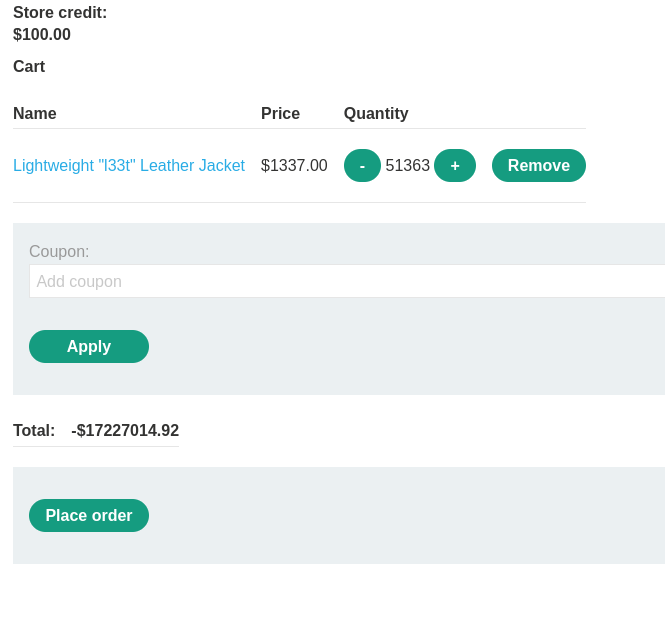 Store credit:
$100.00
Cart
Name Price Quantity
Lightweight "l33t" Leather Jacket $1337.00 - 51363 + Remove
Coupon:
Add coupon
Apply
Total: -$17227014.92
Place order